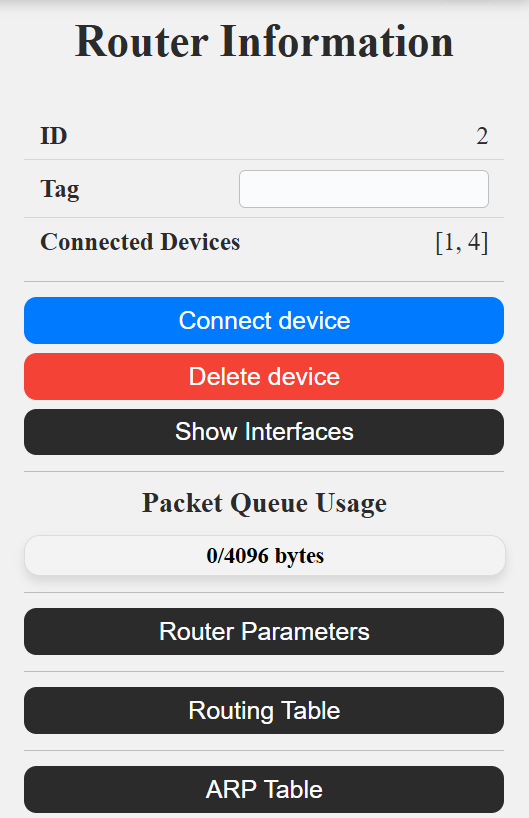 Router Information
ID 2
Tag
Connected Devices [1, 4]
Connect device
Delete device
Show Interfaces
Packet Queue Usage
0/4096 bytes
Router Parameters
Routing Table
ARP Table